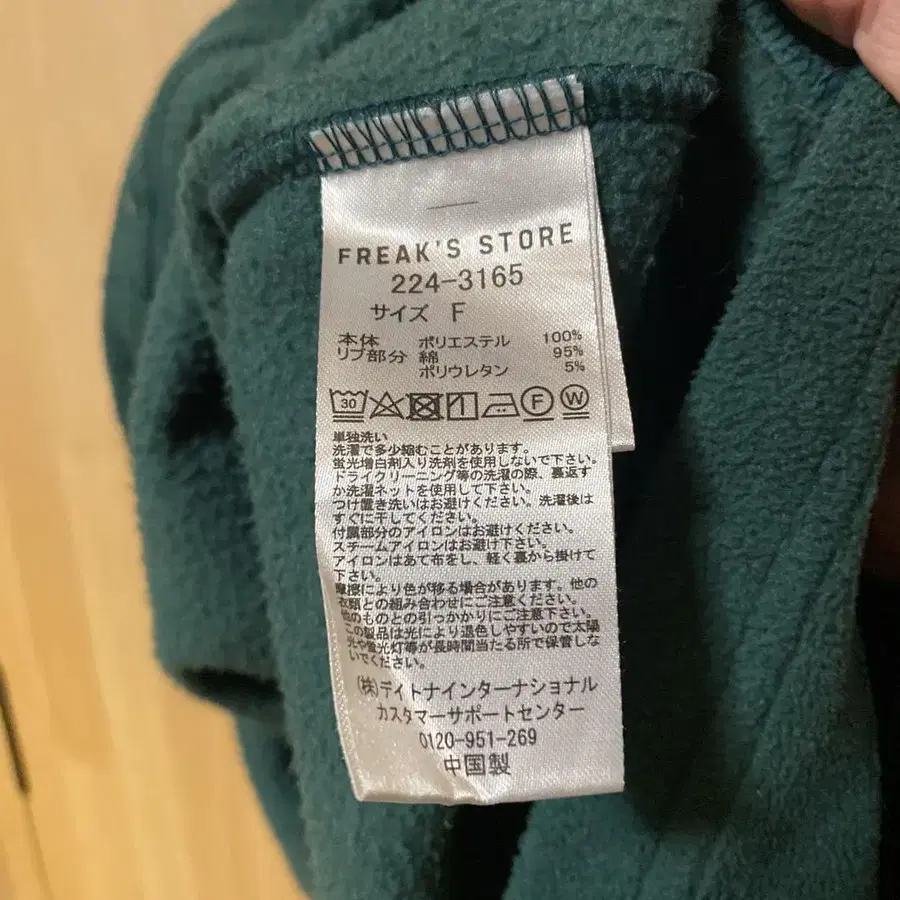 FREAK'S STORE
224-3165
サイズ F
本体 ポリエステル 100%
リブ部分 綿 95%
ポリウレタン 5%
30 F W
単独洗い
洗濯で多少縮むことがあります。
蛍光増白剤入り洗剤を使用しないで下さい。
ドライクリーニング等の洗濯の際、裏返す
か洗濯ネットを使用して下さい。
つけ置き洗いはお避けください。洗濯後は
すぐに干してください。
付属部分のアイロンはお避けください。
スチームアイロンはお避け下さい。
アイロンはあて布をし、軽く裏から掛けて
下さい。
摩擦により色が移る場合があります。他の
衣類との組み合わせにご注意ください。
他のものとの引っかかりにご注意下さい。
この製品は光により退色しやすいので太陽
光や蛍光灯等が長時間当たる所で保管しな
いでください。
(株)デイトナインターナショナル
カスタマーサポートセンター
0120-951-269
中国製